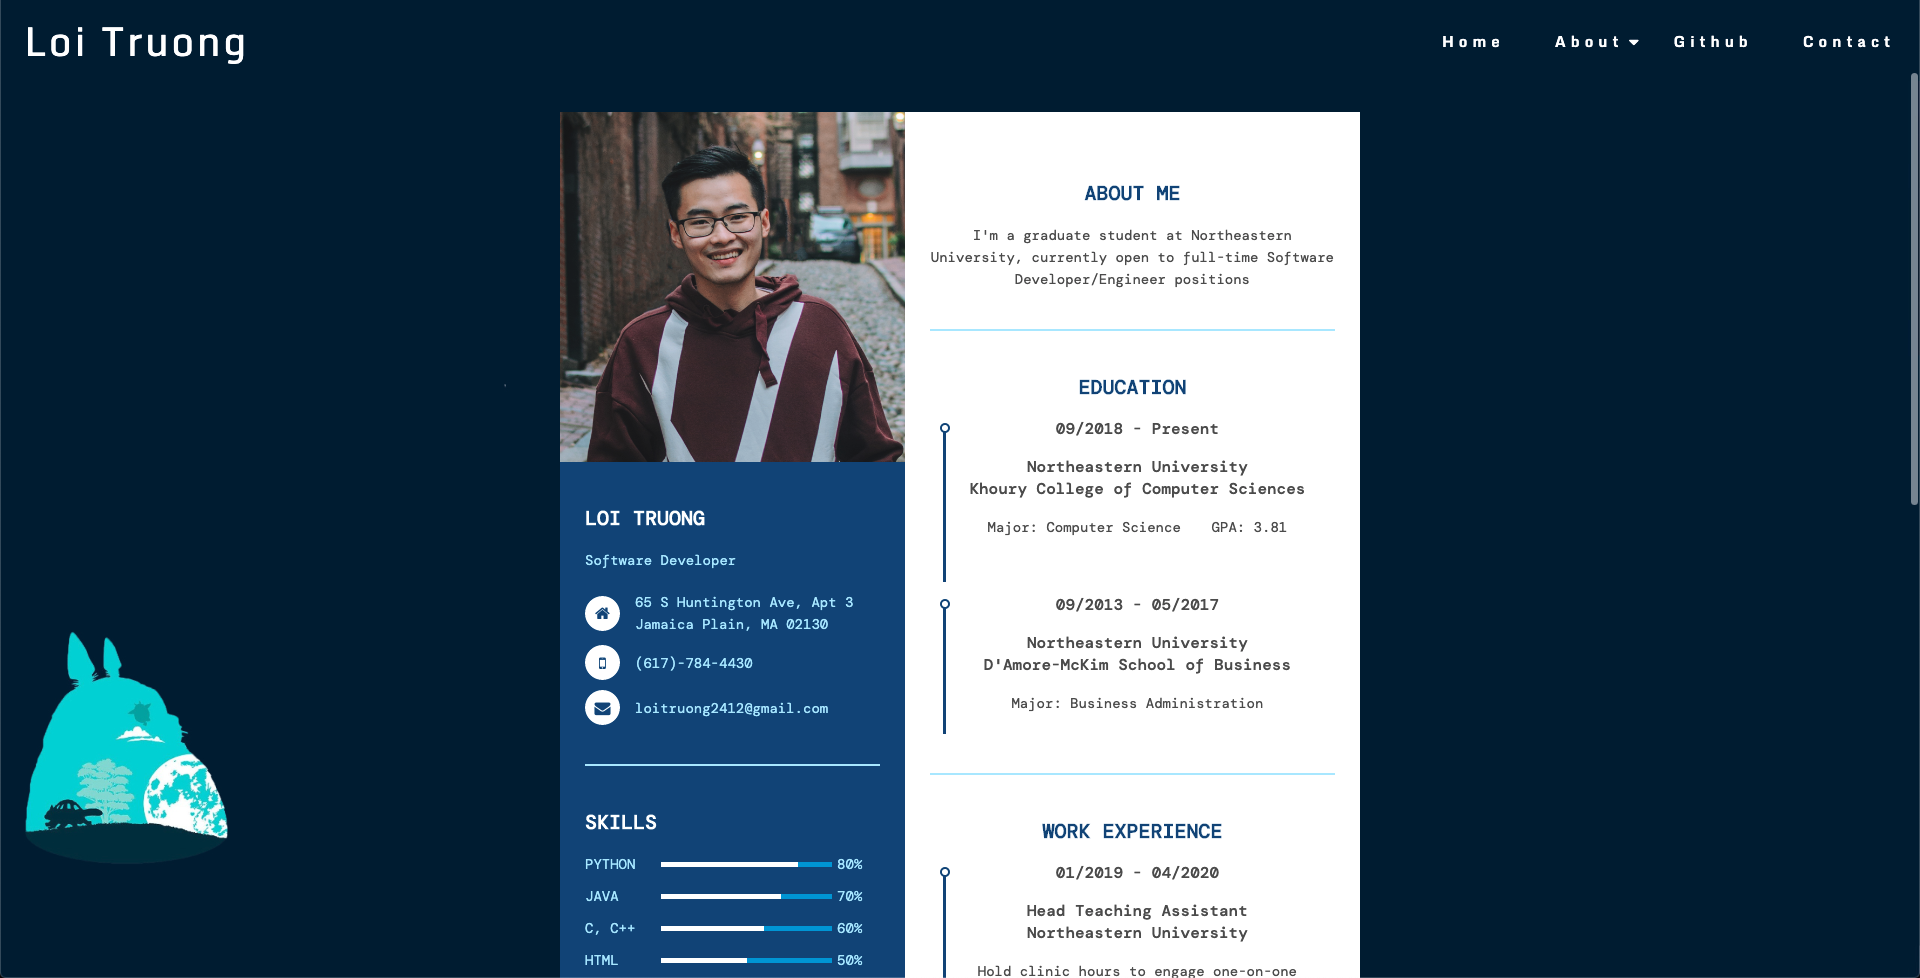 Loi Truong
Home
About
Github
Contact
LOI TRUONG
Software Developer
65 S Huntington Ave, Apt 3
Jamaica Plain, MA 02130
(617)-784-4430
loitruong2412@gmail.com
SKILLS
PYTHON 80%
JAVA 70%
C, C++ 60%
HTML 50%
ABOUT ME
I'm a graduate student at Northeastern
University, currently open to full-time Software
Developer/Engineer positions
EDUCATION
09/2018 - Present
Northeastern University
Khoury College of Computer Sciences
Major: Computer Science GPA: 3.81
09/2013 - 05/2017
Northeastern University
D'Amore-McKim School of Business
Major: Business Administration
WORK EXPERIENCE
01/2019 - 04/2020
Head Teaching Assistant
Northeastern University
Hold clinic hours to engage one-on-one